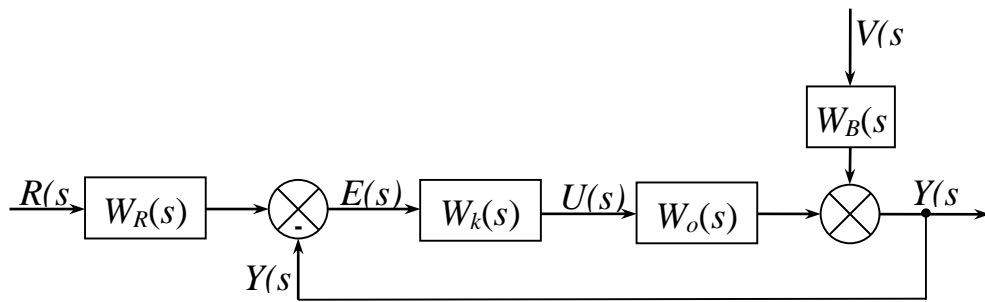 V(s
W_B(s
R(s
W_R(s)
E(s)
W_k(s)
U(s)
W_o(s)
Y(s
-
Y(s